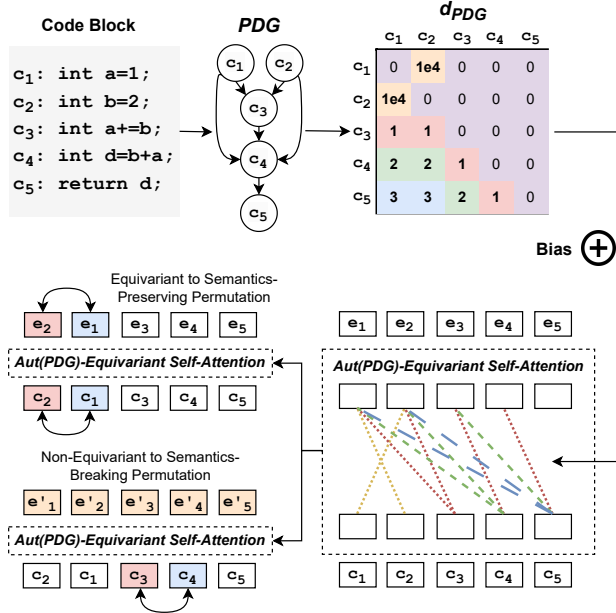 Code Block
c1: int a=1;
c2: int b=2;
c3: int a+=b;
c4: int d=b+a;
c5: return d;
PDG
c1 c2
c3
c4
c5
dPDG
c1 c2 c3 c4 c5
c1 0 1e4 0 0 0
c2 1e4 0 0 0 0
c3 1 1 0 0 0
c4 2 2 1 0 0
c5 3 3 2 1 0
Bias +
Equivariant to Semantics-
Preserving Permutation
e2 e1 e3 e4 e5
Aut(PDG)-Equivariant Self-Attention
c2 c1 c3 c4 c5
Non-Equivariant to Semantics-
Breaking Permutation
e'1 e'2 e'3 e'4 e'5
Aut(PDG)-Equivariant Self-Attention
c2 c1 c3 c4 c5
e1 e2 e3 e4 e5
Aut(PDG)-Equivariant Self-Attention
c1 c2 c3 c4 c5